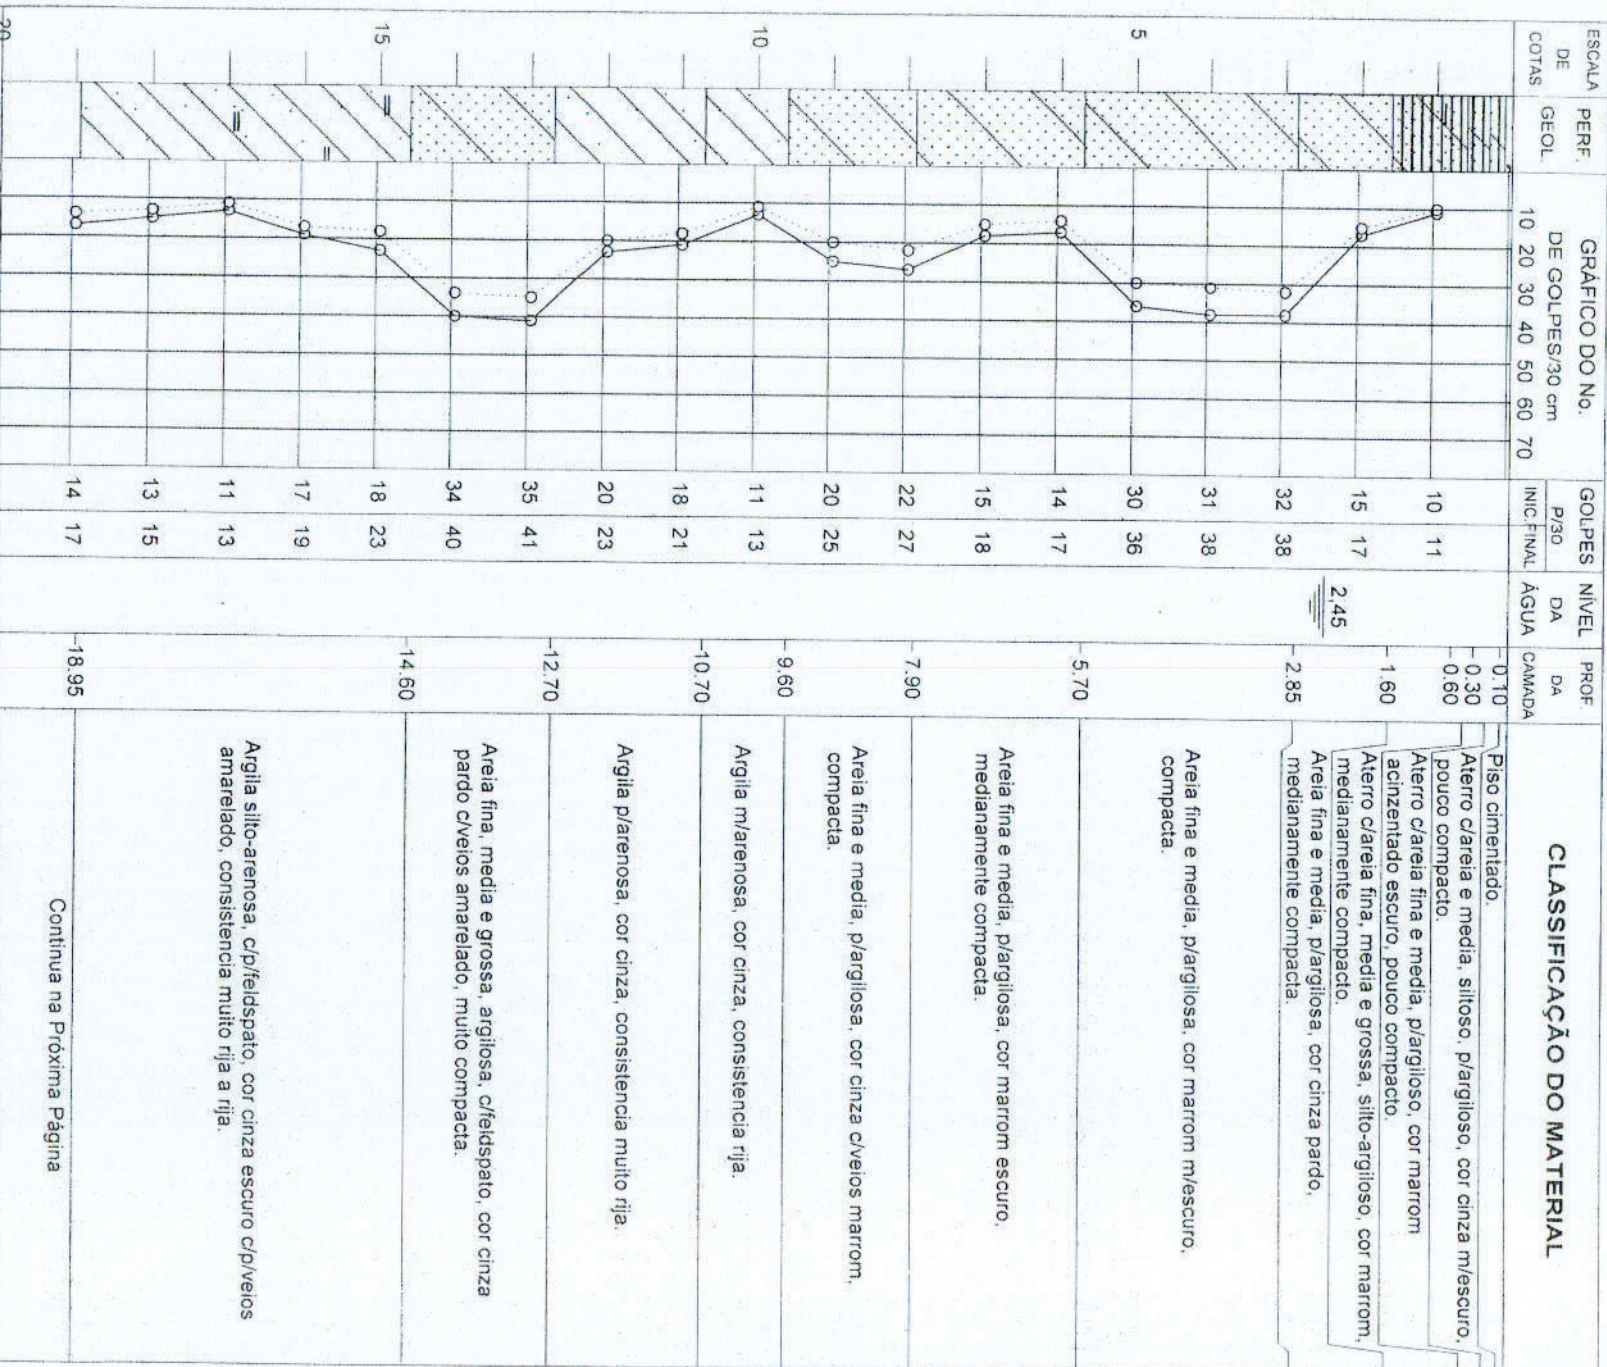 ESCALA
DE
COTAS
PERF.
GEOL
GRÁFICO DO No.
DE GOLPES/30 cm
10 20 30 40 50 60 70
GOLPES
P/30
INIC. FINAL
NÍVEL
DA
ÁGUA
PROF.
DA
CAMADA
CLASSIFICAÇÃO DO MATERIAL
5
10
15
20
10 11
15 17
32 38
31 38
30 36
14 17
15 18
22 27
20 25
11 13
18 21
20 23
35 41
34 40
18 23
17 19
11 13
13 15
14 17
2,45
0.10
0.30
0.60
1.60
2.85
5.70
7.90
9.60
10.70
12.70
14.60
18.95
Piso cimentado.
Aterro c/areia e media, siltoso, p/argiloso, cor cinza m/escuro,
pouco compacto.
Aterro c/areia fina e media, p/argiloso, cor marrom
acinzentado escuro, pouco compacto.
Aterro c/areia fina, media e grossa, silto-argiloso, cor marrom,
medianamente compacto.
Areia fina e media, p/argilosa, cor cinza pardo,
medianamente compacta.
Areia fina e media, p/argilosa, cor marrom m/escuro,
compacta.
Areia fina e media, p/argilosa, cor marrom escuro,
medianamente compacta.
Areia fina e media, p/argilosa, cor cinza c/veios marrom,
compacta.
Argila m/arenosa, cor cinza, consistencia rija.
Argila p/arenosa, cor cinza, consistencia muito rija.
Areia fina, media e grossa, argilosa, c/feldspato, cor cinza
pardo c/veios amarelado, muito compacta.
Argila silto-arenosa, c/p/feldspato, cor cinza escuro c/p/veios
amarelado, consistencia muito rija a rija.
Continua na Próxima Página